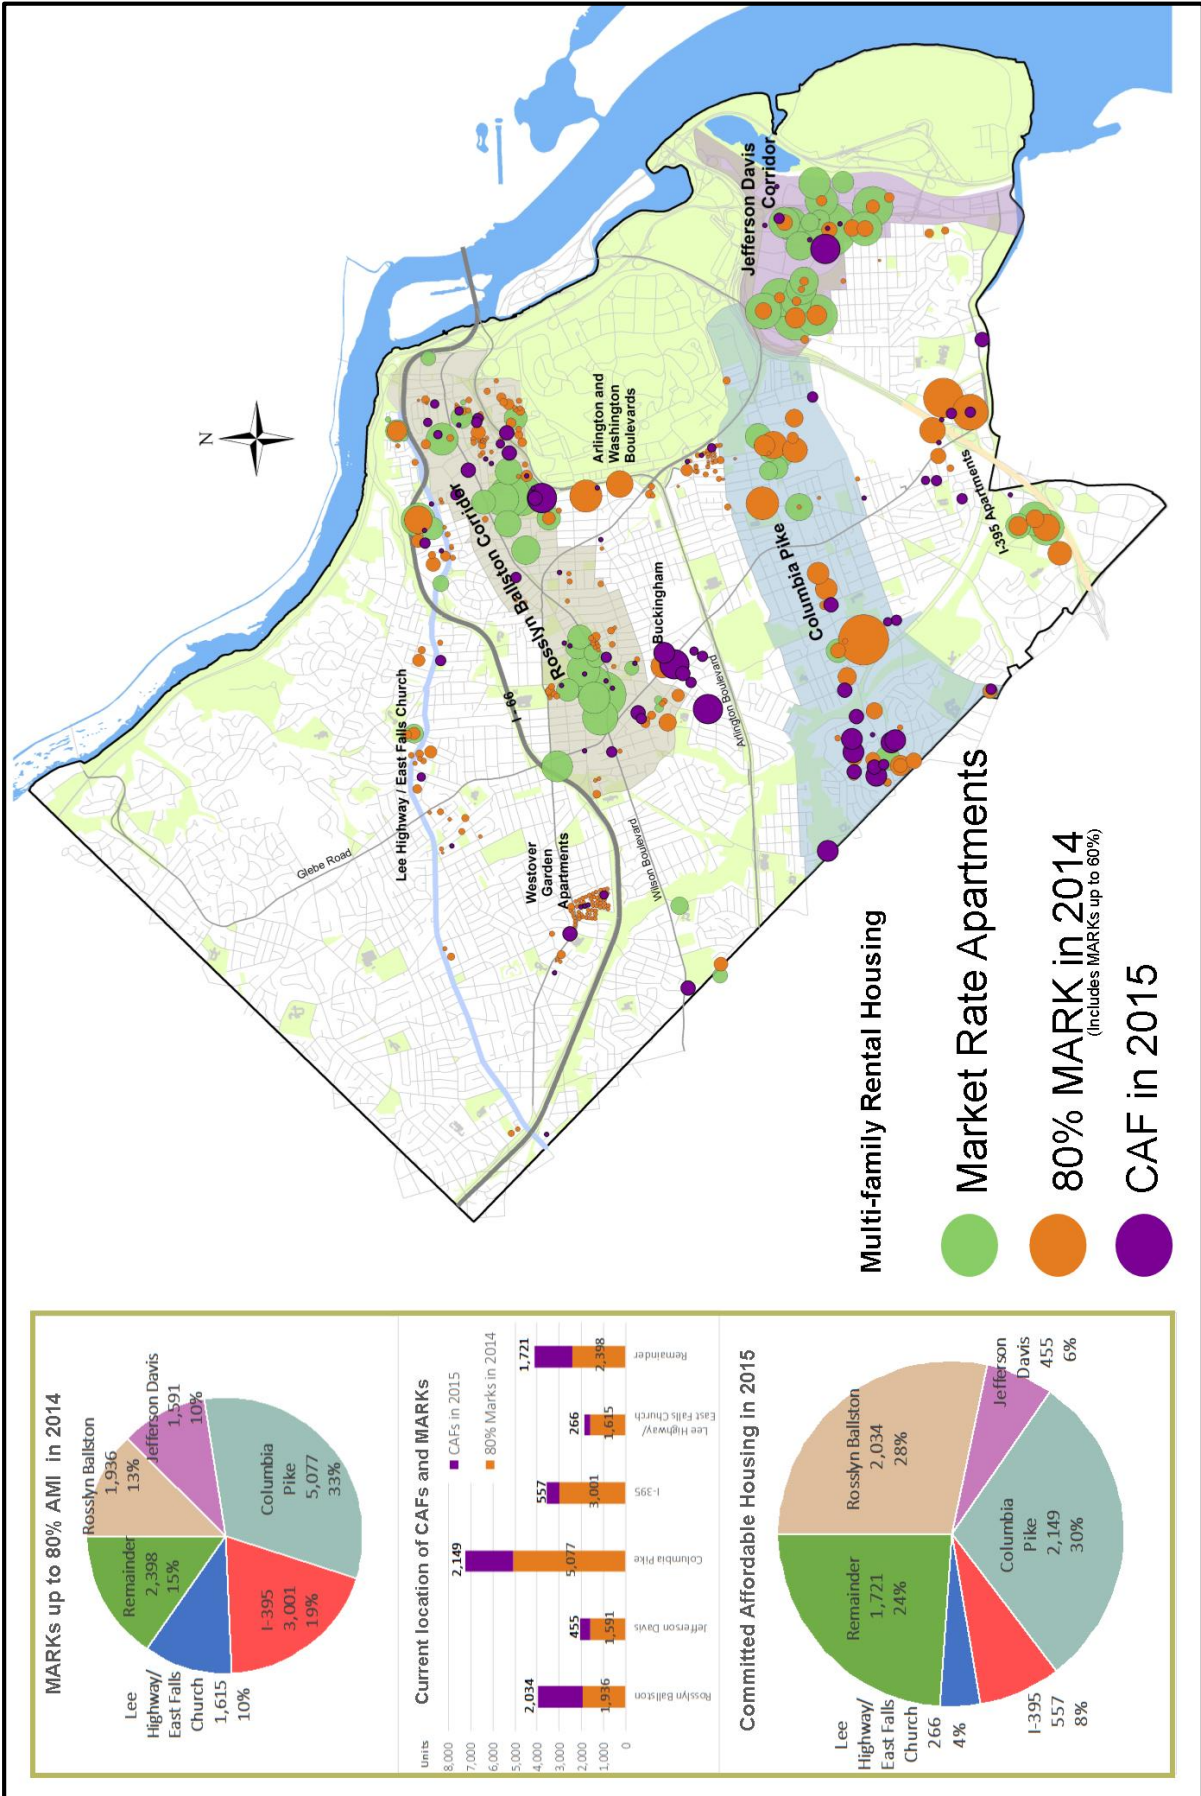 MARKs up to 80% AMI in 2014
Rosslyn Ballston
1,936
13%
Jefferson Davis
1,591
10%
Columbia
Pike
5,077
33%
I-395
3,001
19%
Lee
Highway/
East Falls
Church
1,615
10%
Remainder
2,398
15%
Current location of CAFs and MARKs
CAFs in 2015
80% Marks in 2014
Units
8,000
7,000
6,000
5,000
4,000
3,000
2,000
1,000
0
2,034
1,936
Rosslyn Ballston
455
1,591
Jefferson Davis
2,149
5,077
Columbia Pike
557
3,001
I-395
266
1,615
Lee Highway/
East Falls Church
1,721
2,398
Remainder
Committed Affordable Housing in 2015
Rosslyn Ballston
2,034
28%
Jefferson
Davis
455
6%
Columbia
Pike
2,149
30%
I-395
557
8%
Lee
Highway/
East Falls
Church 266
4%
Remainder
1,721
24%
N
Glebe Road
Lee Highway / East Falls Church
I - 66
Rosslyn Ballston Corridor
Westover
Garden
Apartments
Wilson Boulevard
Buckingham
Arlington Boulevard
Arlington and
Washington
Boulevards
Columbia Pike
Jefferson Davis
Corridor
I-395 Apartments
Multi-family Rental Housing
Market Rate Apartments
80% MARK in 2014
(Includes MARKs up to 60%)
CAF in 2015